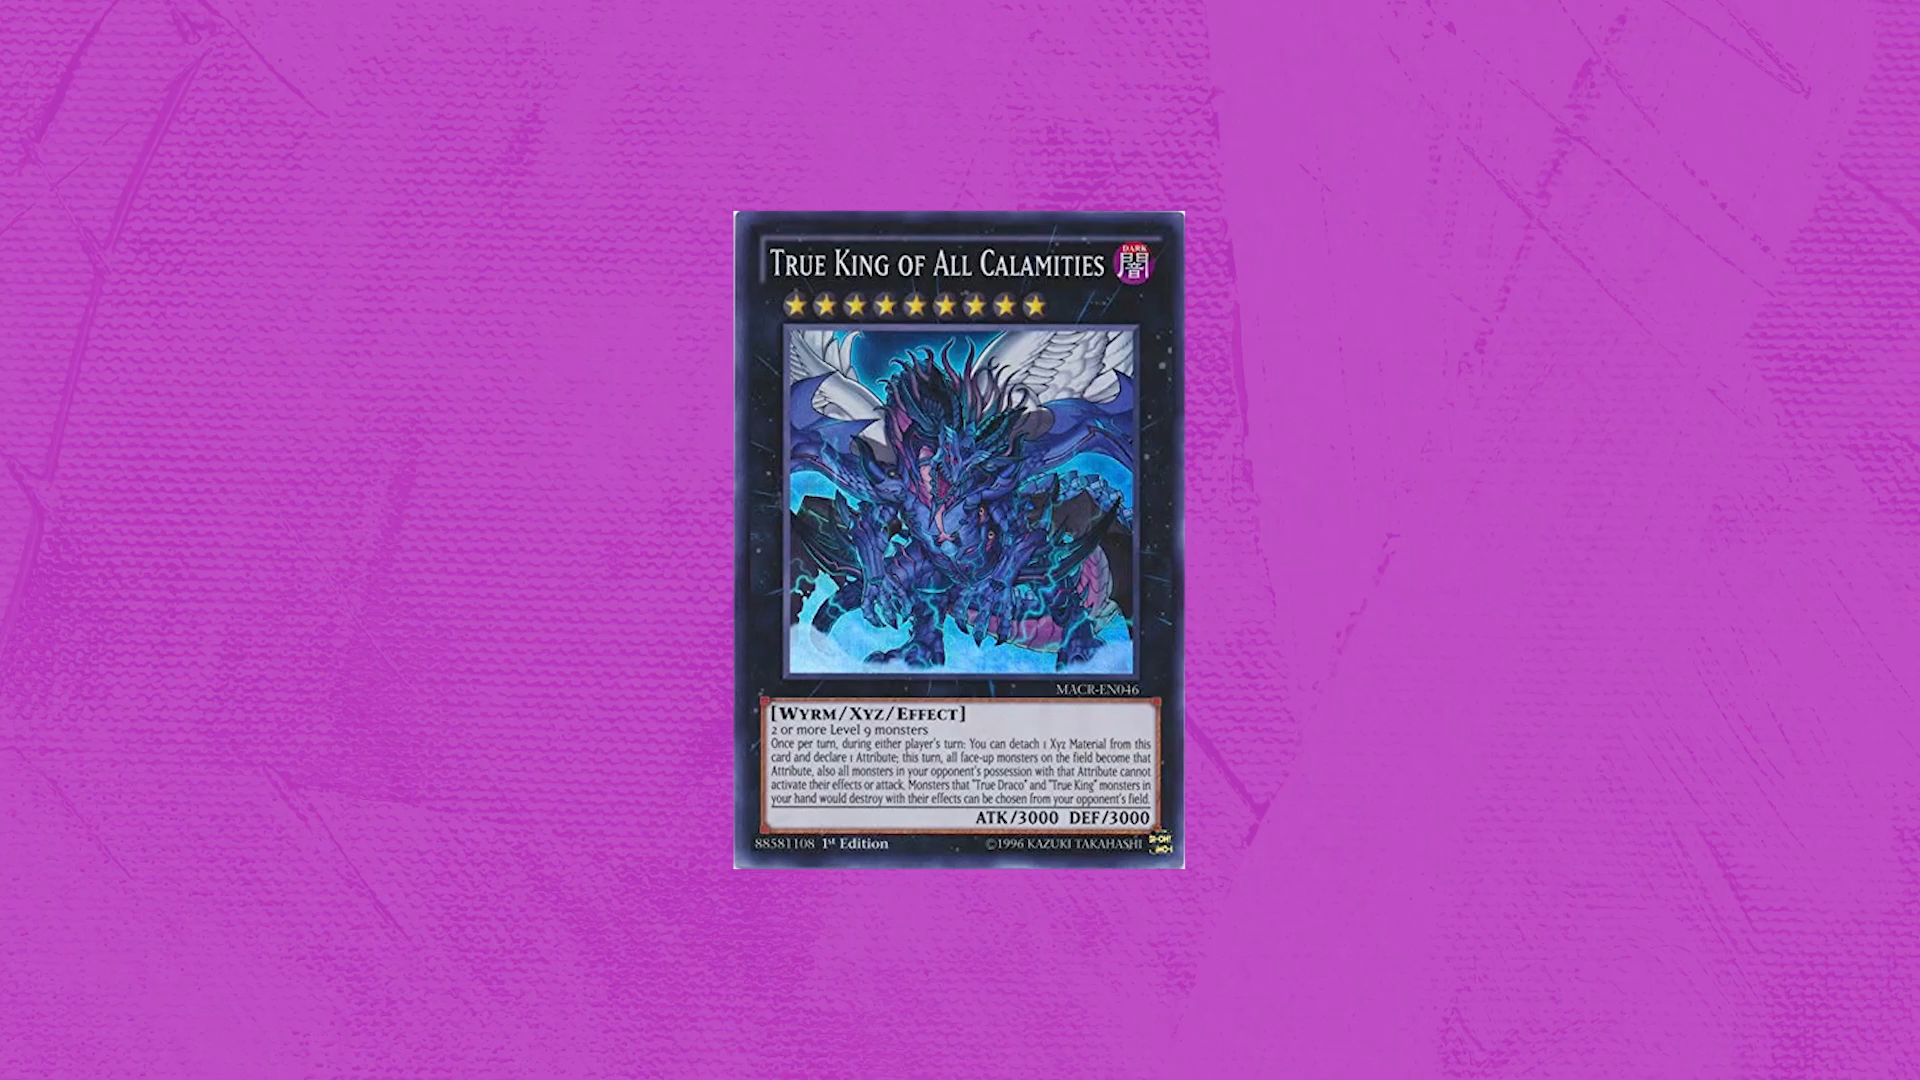 TRUE KING OF ALL CALAMITIES
DARK
闇
MACR-EN046
[WYRM/XYZ/EFFECT]
2 or more Level 9 monsters
Once per turn, during either player's turn: You can detach 1 Xyz Material from this
card and declare 1 Attribute; this turn, all face-up monsters on the field become that
Attribute, also all monsters in your opponent's possession with that Attribute cannot
activate their effects or attack. Monsters that "True Draco" and "True King" monsters in
your hand would destroy with their effects can be chosen from your opponent's field.
ATK/3000 DEF/3000
88581108 1st Edition
©1996 KAZUKI TAKAHASHI